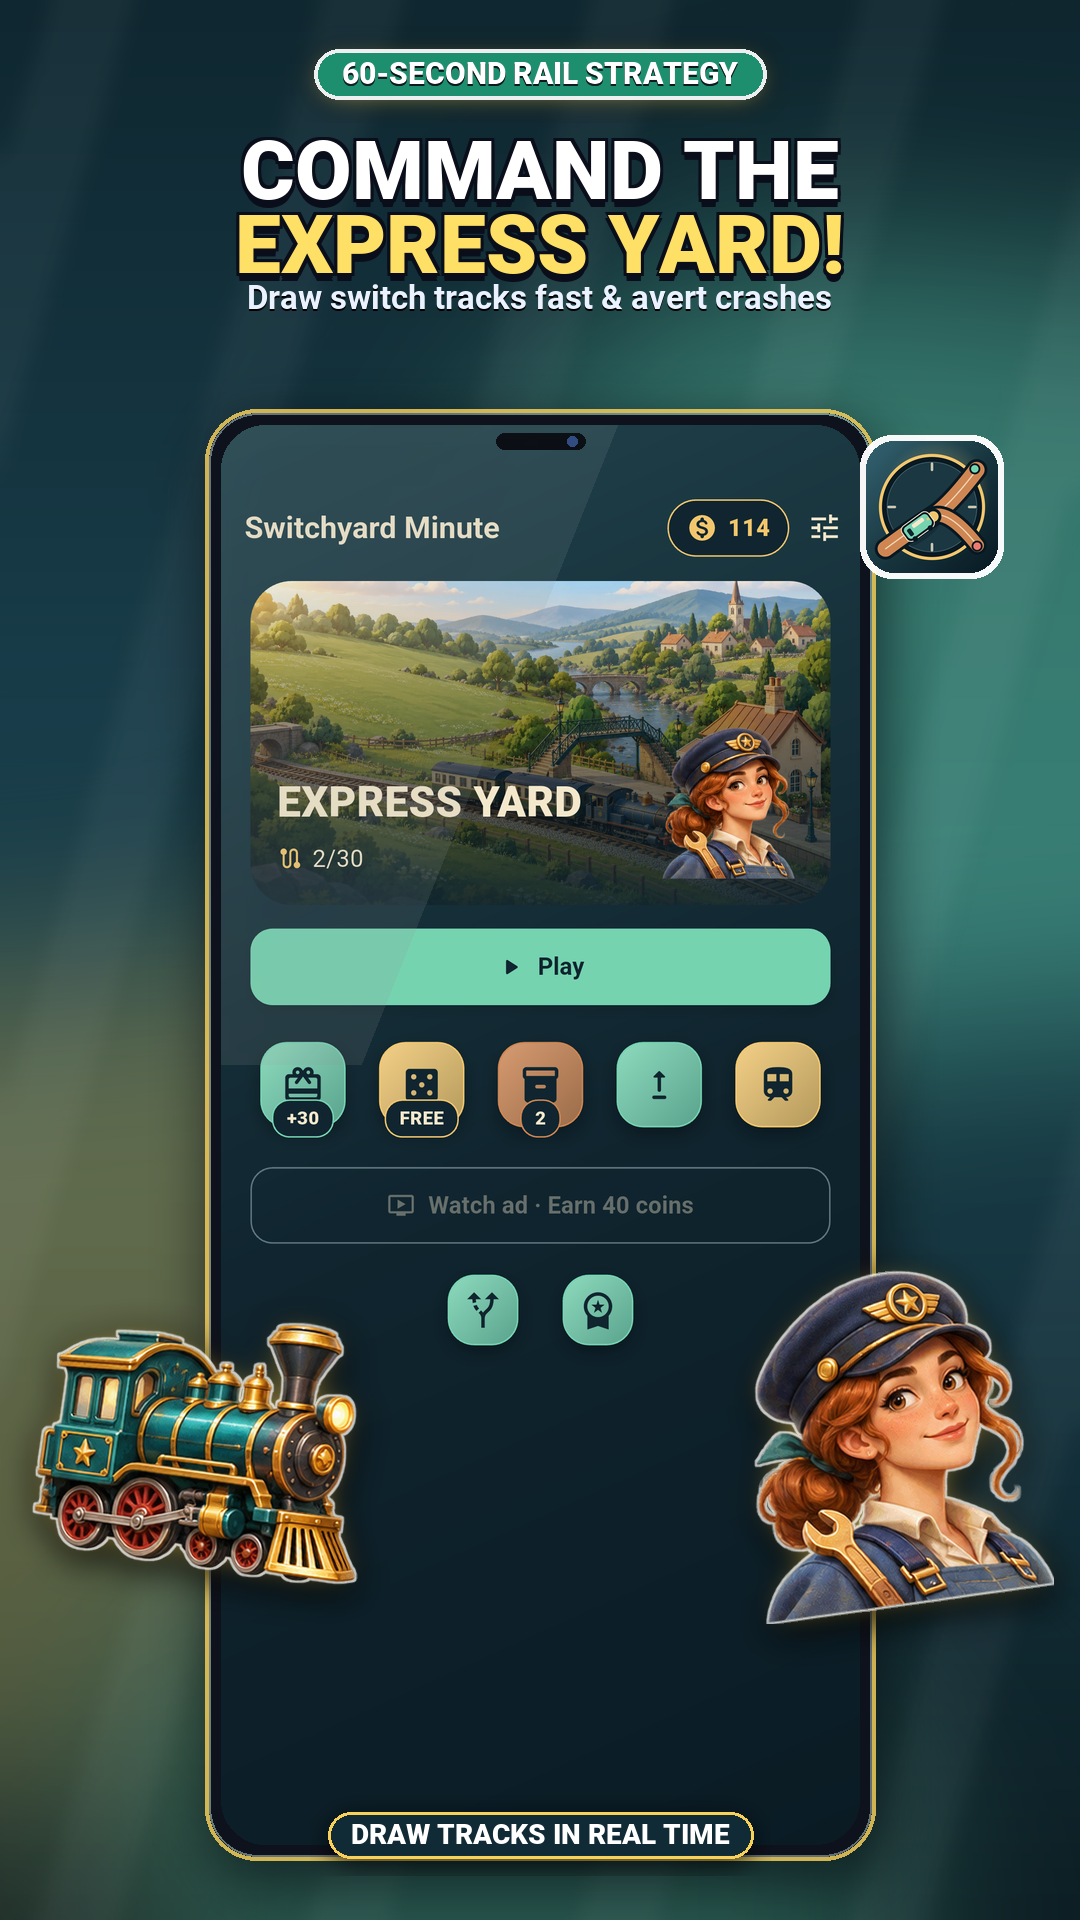 60-SECOND RAIL STRATEGY
COMMAND THE
EXPRESS YARD!
Draw switch tracks fast & avert crashes
Switchyard Minute
114
EXPRESS YARD
2/30
Play
+30
FREE
2
Watch ad · Earn 40 coins
DRAW TRACKS IN REAL TIME